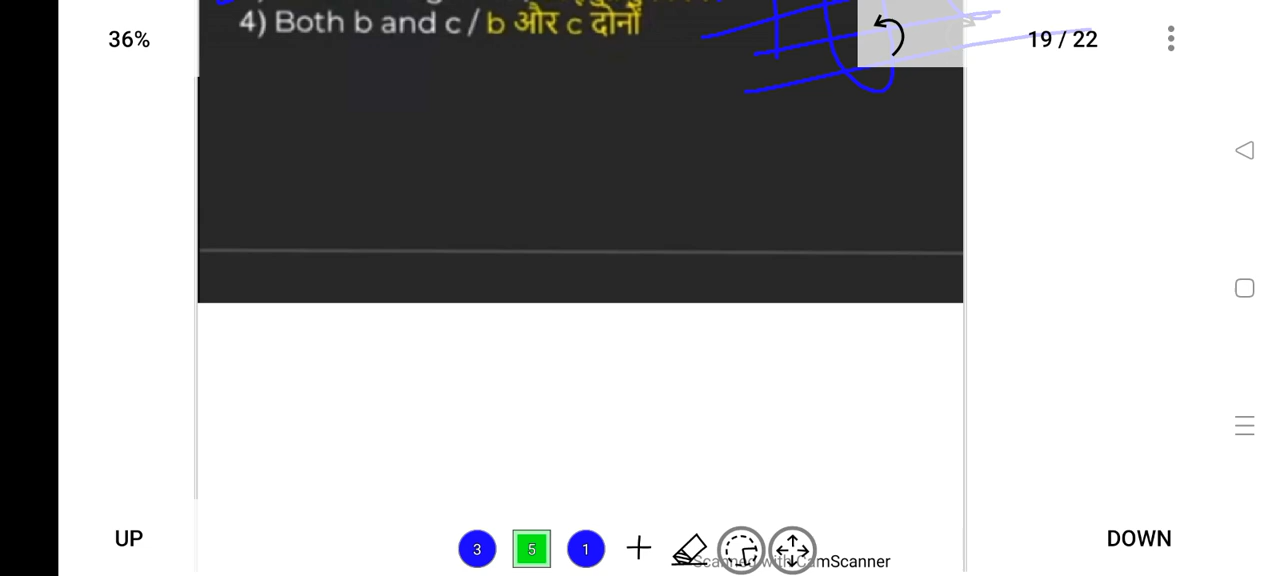 36%
4) Both b and c / b और c दोनों
19 / 22
UP
3
5
1
Scanned with CamScanner
DOWN